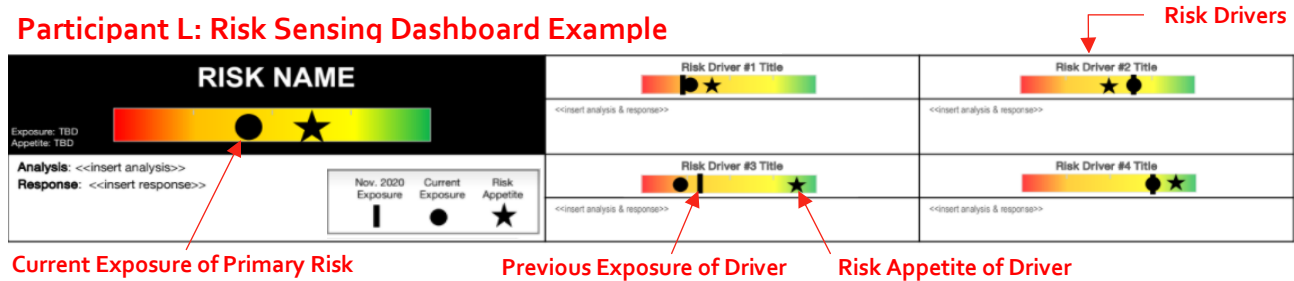 Participant L: Risk Sensing Dashboard Example
Risk Drivers
RISK NAME
Exposure: TBD
Appetite: TBD
Analysis: <<insert analysis>>
Response: <<insert response>>
Nov. 2020 Exposure
Current Exposure
Risk Appetite
Risk Driver #1 Title
<<insert analysis & response>>
Risk Driver #2 Title
<<insert analysis & response>>
Risk Driver #3 Title
<<insert analysis & response>>
Risk Driver #4 Title
<<insert analysis & response>>
Current Exposure of Primary Risk
Previous Exposure of Driver
Risk Appetite of Driver